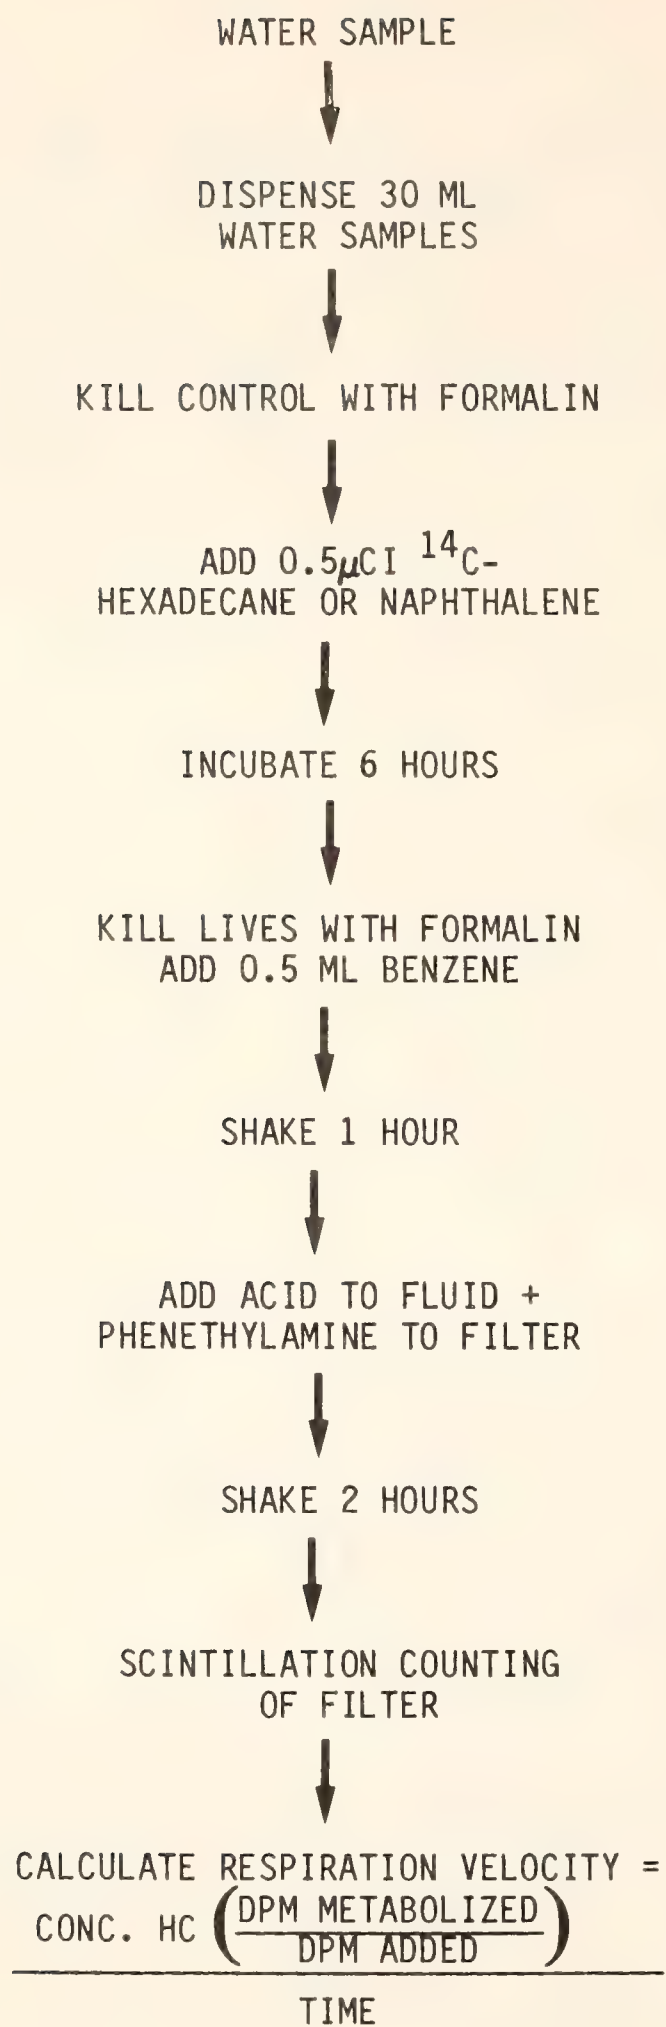 WATER SAMPLE
DISPENSE 30 ML
WATER SAMPLES
KILL CONTROL WITH FORMALIN
ADD 0.5μCI ¹⁴C-
HEXADECANE OR NAPHTHALENE
INCUBATE 6 HOURS
KILL LIVES WITH FORMALIN
ADD 0.5 ML BENZENE
SHAKE 1 HOUR
ADD ACID TO FLUID +
PHENETHYLAMINE TO FILTER
SHAKE 2 HOURS
SCINTILLATION COUNTING
OF FILTER
CALCULATE RESPIRATION VELOCITY =
CONC. HC (DPM METABOLIZED
DPM ADDED)
TIME